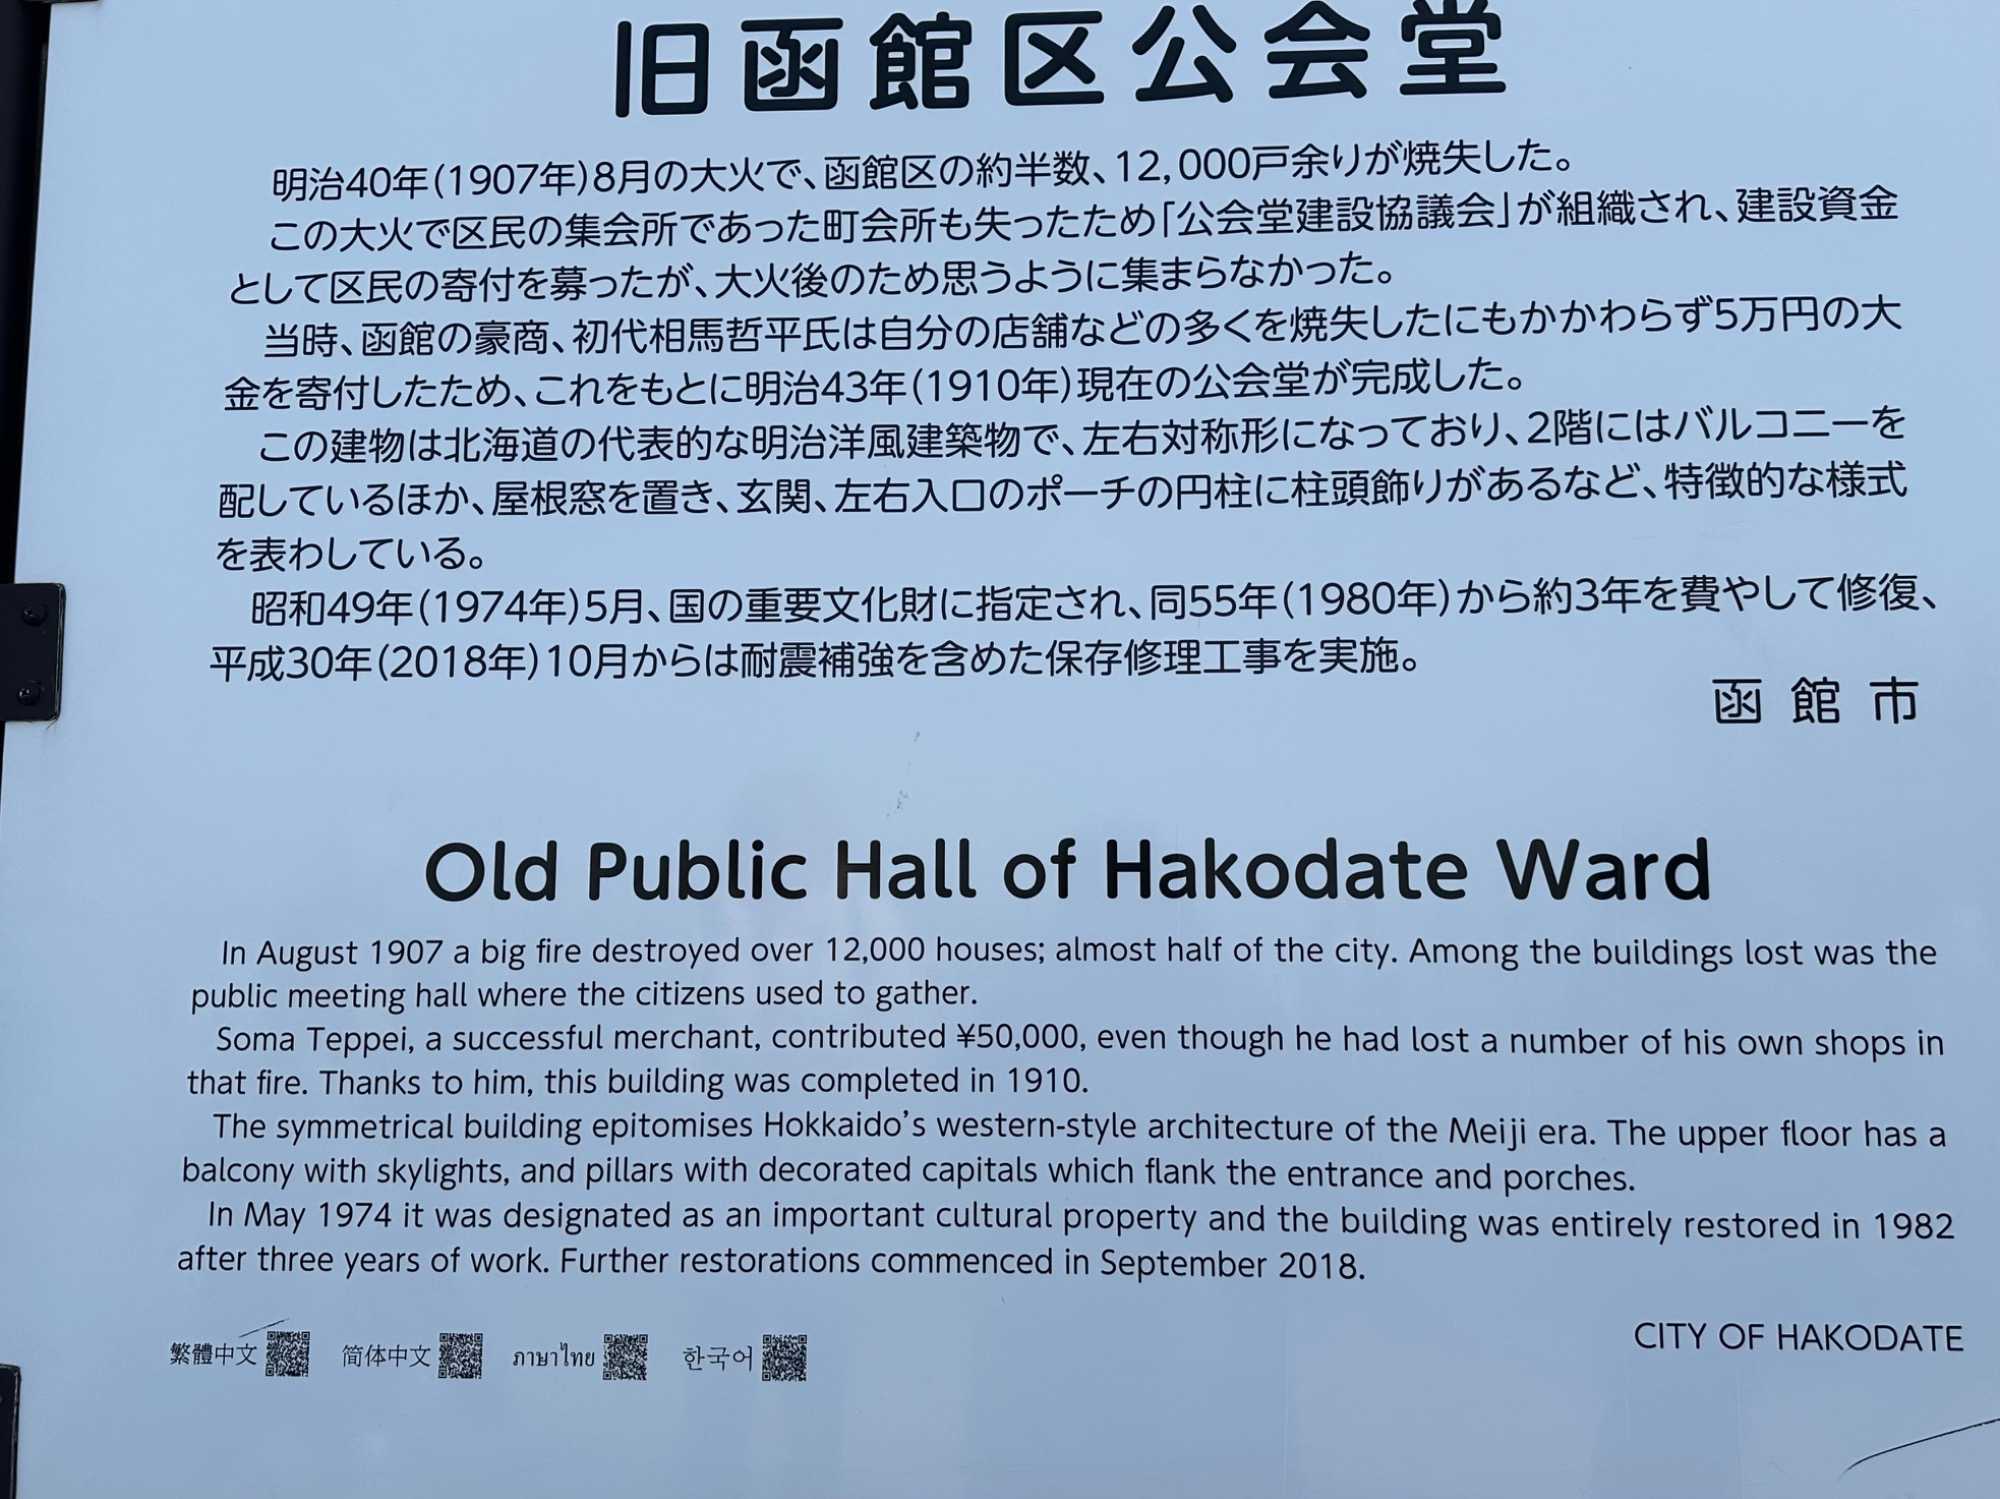 旧函館区公会堂
明治40年(1907年)8月の大火で、函館区の約半数、12,000戸余りが焼失した。
この大火で区民の集会所であった町会所も失ったため「公会堂建設協議会」が組織され、建設資金
として区民の寄付を募ったが、大火後のため思うように集まらなかった。
当時、函館の豪商、初代相馬哲平氏は自分の店舗などの多くを焼失したにもかかわらず5万円の大
金を寄付したため、これをもとに明治43年(1910年)現在の公会堂が完成した。
この建物は北海道の代表的な明治洋風建築物で、左右対称形になっており、2階にはバルコニーを
配しているほか、屋根窓を置き、玄関、左右入口のポーチの円柱に柱頭飾りがあるなど、特徴的な様式
を表わしている。
昭和49年(1974年)5月、国の重要文化財に指定され、同55年(1980年)から約3年を費やして修復、
平成30年(2018年)10月からは耐震補強を含めた保存修理工事を実施。
函館市
Old Public Hall of Hakodate Ward
In August 1907 a big fire destroyed over 12,000 houses; almost half of the city. Among the buildings lost was the
public meeting hall where the citizens used to gather.
Soma Teppei, a successful merchant, contributed ¥50,000, even though he had lost a number of his own shops in
that fire. Thanks to him, this building was completed in 1910.
The symmetrical building epitomises Hokkaido's western-style architecture of the Meiji era. The upper floor has a
balcony with skylights, and pillars with decorated capitals which flank the entrance and porches.
In May 1974 it was designated as an important cultural property and the building was entirely restored in 1982
after three years of work. Further restorations commenced in September 2018.
CITY OF HAKODATE
繁體中文 简体中文 ภาษาไทย 한국어